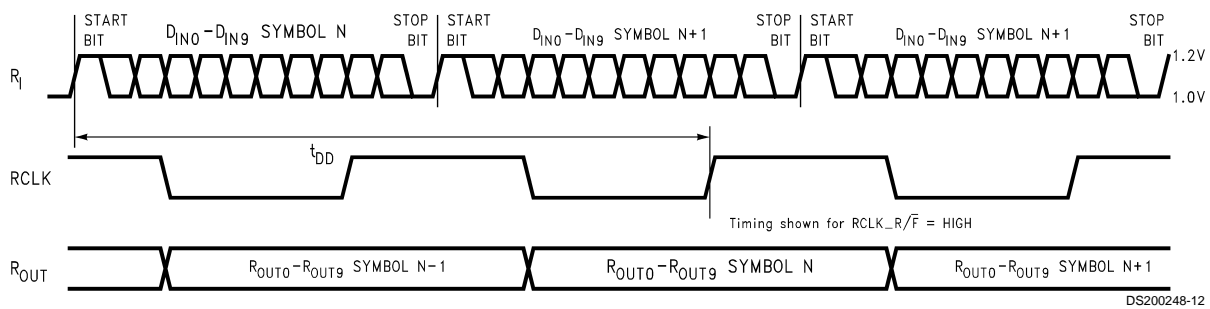 START BIT
D_IN0–D_IN9 SYMBOL N
STOP BIT
START BIT
D_IN0–D_IN9 SYMBOL N+1
STOP BIT
START BIT
D_IN0–D_IN9 SYMBOL N+1
STOP BIT
R_I
1.2V
1.0V
t_DD
RCLK
Timing shown for RCLK_R/F̅ = HIGH
R_OUT
R_OUT0–R_OUT9 SYMBOL N-1
R_OUT0–R_OUT9 SYMBOL N
R_OUT0–R_OUT9 SYMBOL N+1
DS200248-12